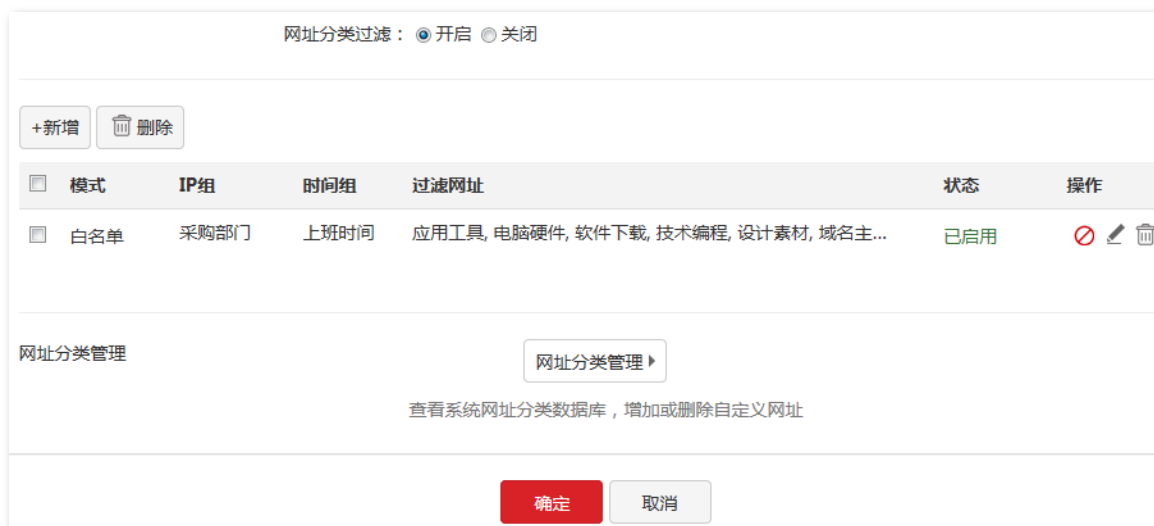 网址分类过滤： 开启 关闭
+新增 删除
模式 IP组 时间组 过滤网址 状态 操作
白名单 采购部门 上班时间 应用工具, 电脑硬件, 软件下载, 技术编程, 设计素材, 域名主... 已启用
网址分类管理 网址分类管理
查看系统网址分类数据库，增加或删除自定义网址
确定 取消